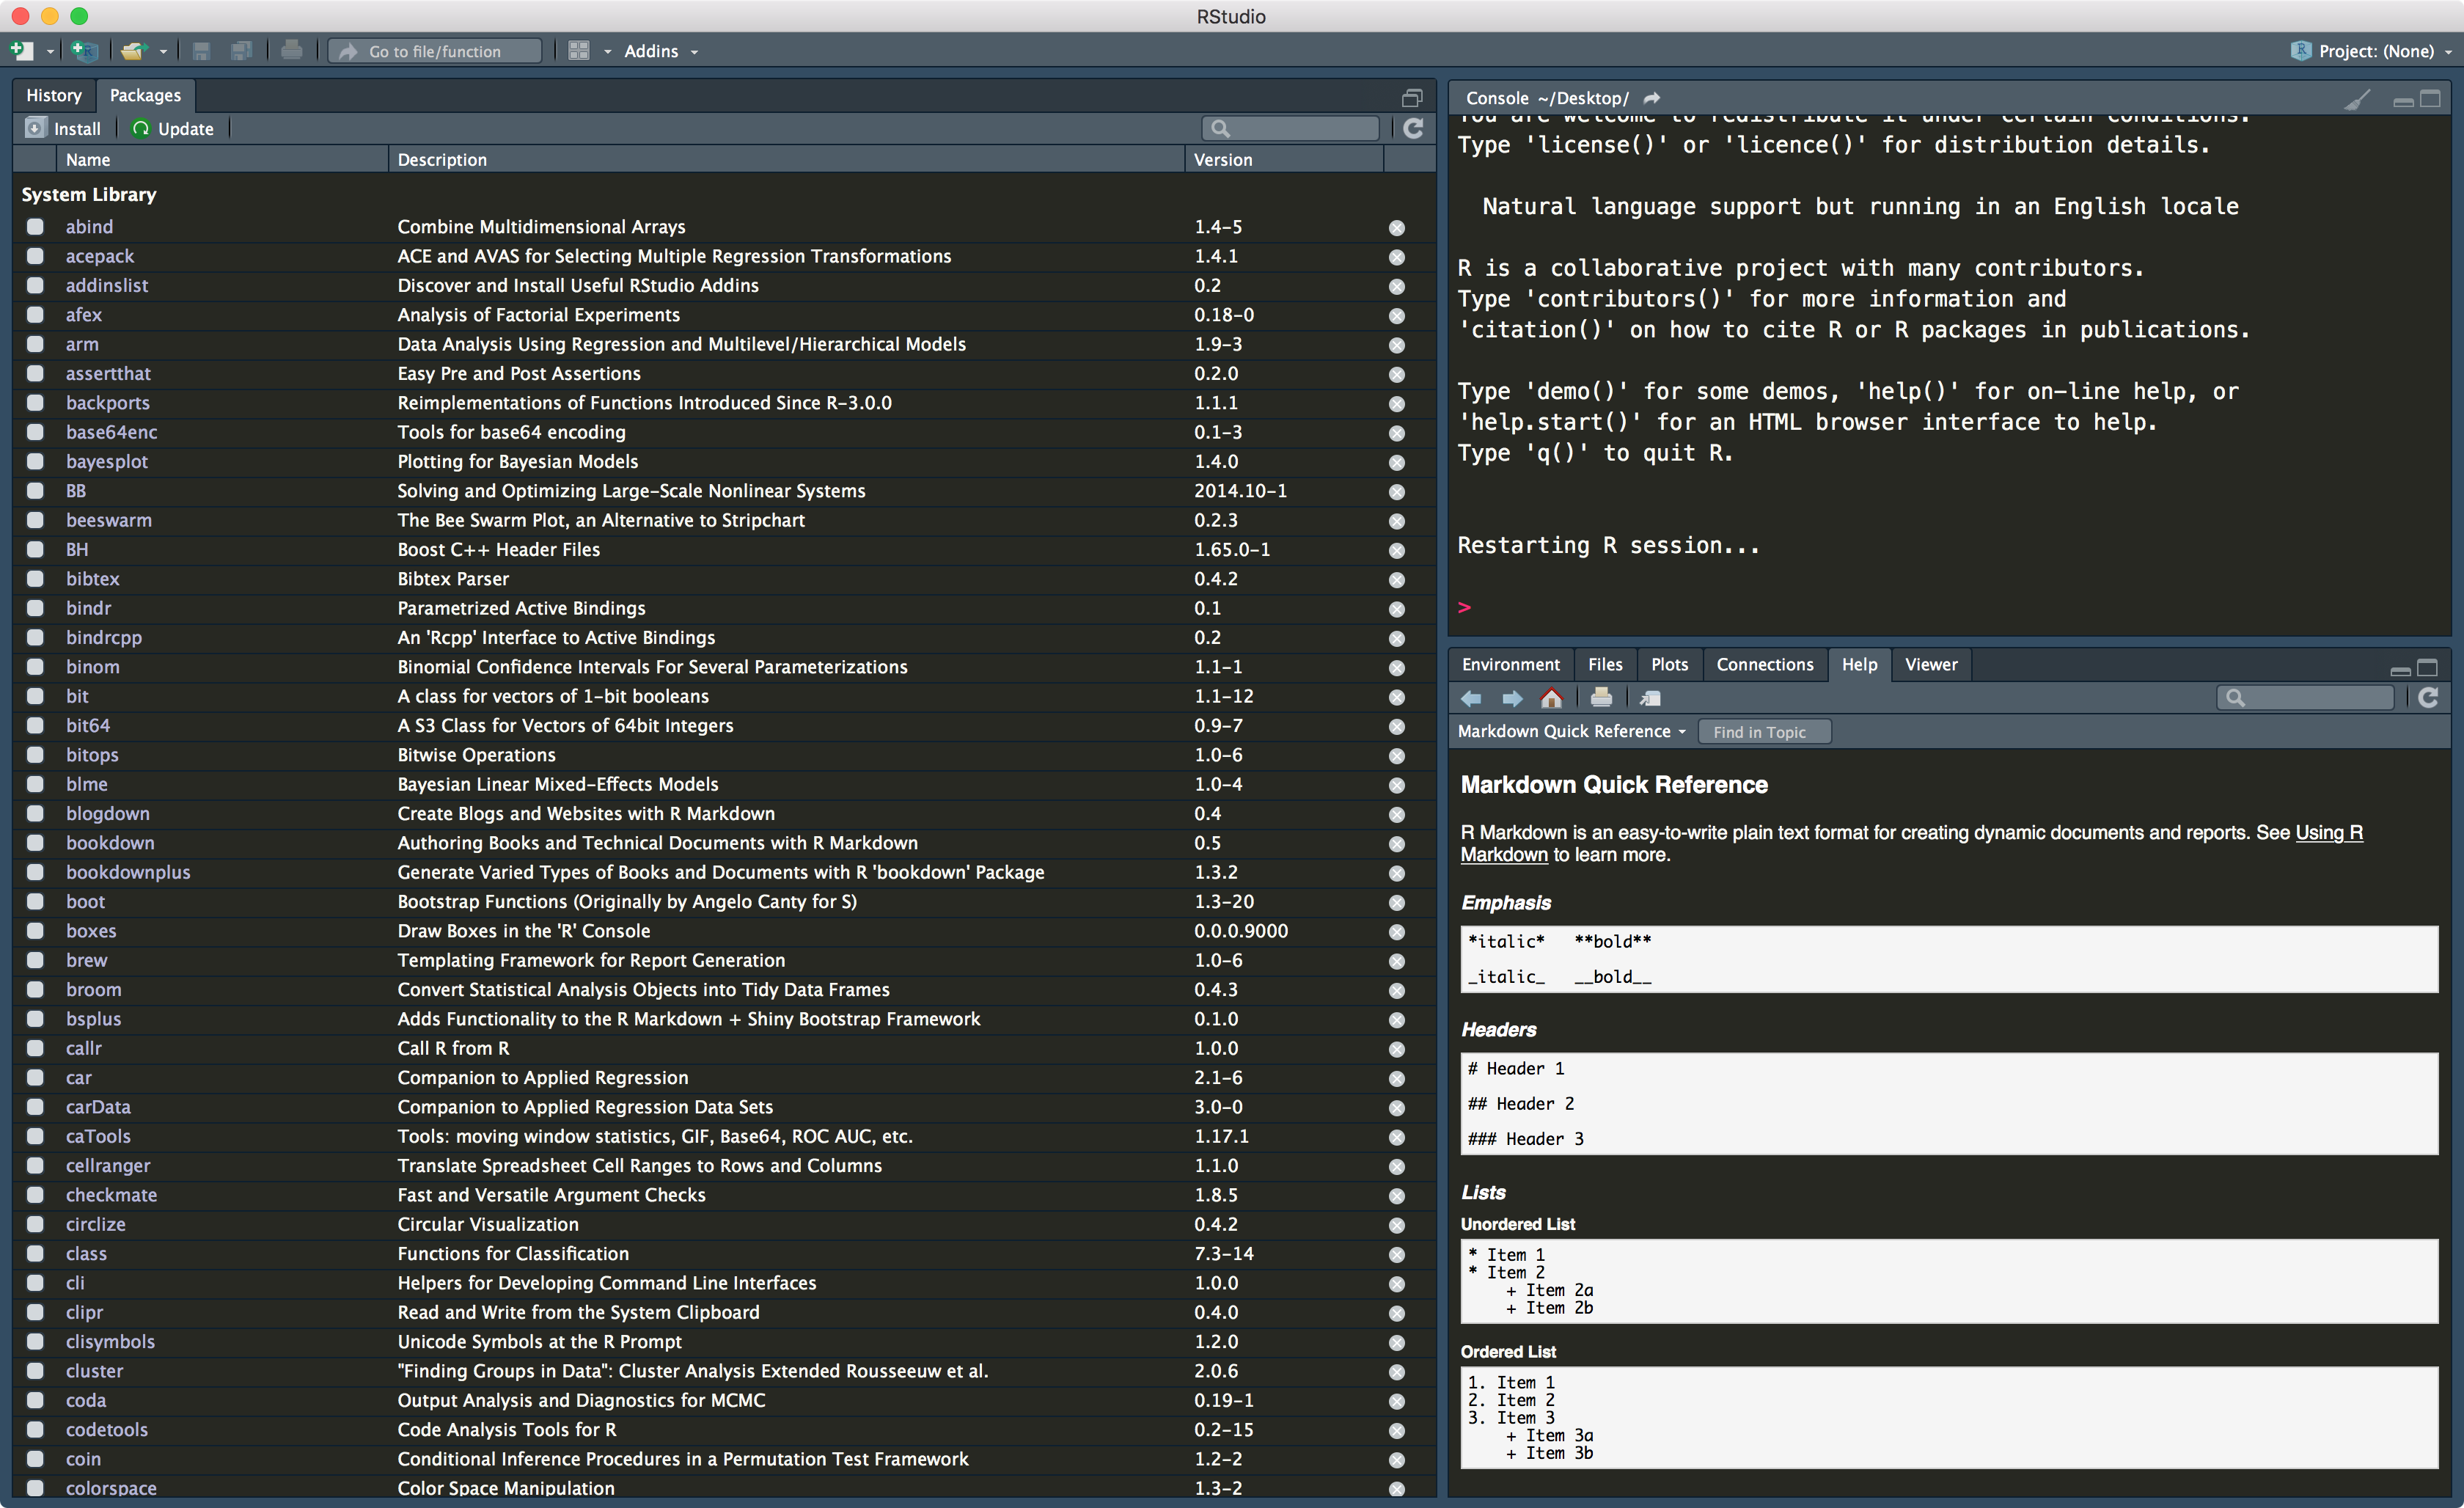 RStudio
Go to file/function
Addins
Project: (None)
History Packages
Install Update
Name Description Version
System Library
abind Combine Multidimensional Arrays 1.4-5
acepack ACE and AVAS for Selecting Multiple Regression Transformations 1.4.1
addinslist Discover and Install Useful RStudio Addins 0.2
afex Analysis of Factorial Experiments 0.18-0
arm Data Analysis Using Regression and Multilevel/Hierarchical Models 1.9-3
assertthat Easy Pre and Post Assertions 0.2.0
backports Reimplementations of Functions Introduced Since R-3.0.0 1.1.1
base64enc Tools for base64 encoding 0.1-3
bayesplot Plotting for Bayesian Models 1.4.0
BB Solving and Optimizing Large-Scale Nonlinear Systems 2014.10-1
beeswarm The Bee Swarm Plot, an Alternative to Stripchart 0.2.3
BH Boost C++ Header Files 1.65.0-1
bibtex Bibtex Parser 0.4.2
bindr Parametrized Active Bindings 0.1
bindrcpp An 'Rcpp' Interface to Active Bindings 0.2
binom Binomial Confidence Intervals For Several Parameterizations 1.1-1
bit A class for vectors of 1-bit booleans 1.1-12
bit64 A S3 Class for Vectors of 64bit Integers 0.9-7
bitops Bitwise Operations 1.0-6
blme Bayesian Linear Mixed-Effects Models 1.0-4
blogdown Create Blogs and Websites with R Markdown 0.4
bookdown Authoring Books and Technical Documents with R Markdown 0.5
bookdownplus Generate Varied Types of Books and Documents with R 'bookdown' Package 1.3.2
boot Bootstrap Functions (Originally by Angelo Canty for S) 1.3-20
boxes Draw Boxes in the 'R' Console 0.0.0.9000
brew Templating Framework for Report Generation 1.0-6
broom Convert Statistical Analysis Objects into Tidy Data Frames 0.4.3
bsplus Adds Functionality to the R Markdown + Shiny Bootstrap Framework 0.1.0
callr Call R from R 1.0.0
car Companion to Applied Regression 2.1-6
carData Companion to Applied Regression Data Sets 3.0-0
caTools Tools: moving window statistics, GIF, Base64, ROC AUC, etc. 1.17.1
cellranger Translate Spreadsheet Cell Ranges to Rows and Columns 1.1.0
checkmate Fast and Versatile Argument Checks 1.8.5
circlize Circular Visualization 0.4.2
class Functions for Classification 7.3-14
cli Helpers for Developing Command Line Interfaces 1.0.0
clipr Read and Write from the System Clipboard 0.4.0
clisymbols Unicode Symbols at the R Prompt 1.2.0
cluster "Finding Groups in Data": Cluster Analysis Extended Rousseeuw et al. 2.0.6
coda Output Analysis and Diagnostics for MCMC 0.19-1
codetools Code Analysis Tools for R 0.2-15
coin Conditional Inference Procedures in a Permutation Test Framework 1.2-2
colorspace Color Space Manipulation 1.3-2
Console ~/Desktop/
You are welcome to redistribute it under certain conditions.
Type 'license()' or 'licence()' for distribution details.
Natural language support but running in an English locale
R is a collaborative project with many contributors.
Type 'contributors()' for more information and
'citation()' on how to cite R or R packages in publications.
Type 'demo()' for some demos, 'help()' for on-line help, or
'help.start()' for an HTML browser interface to help.
Type 'q()' to quit R.
Restarting R session...
>
Environment Files Plots Connections Help Viewer
Markdown Quick Reference Find in Topic
Markdown Quick Reference
R Markdown is an easy-to-write plain text format for creating dynamic documents and reports. See Using R
Markdown to learn more.
Emphasis
*italic* **bold**
_italic_ __bold__
Headers
# Header 1
## Header 2
### Header 3
Lists
Unordered List
* Item 1
* Item 2
+ Item 2a
+ Item 2b
Ordered List
1. Item 1
2. Item 2
3. Item 3
+ Item 3a
+ Item 3b